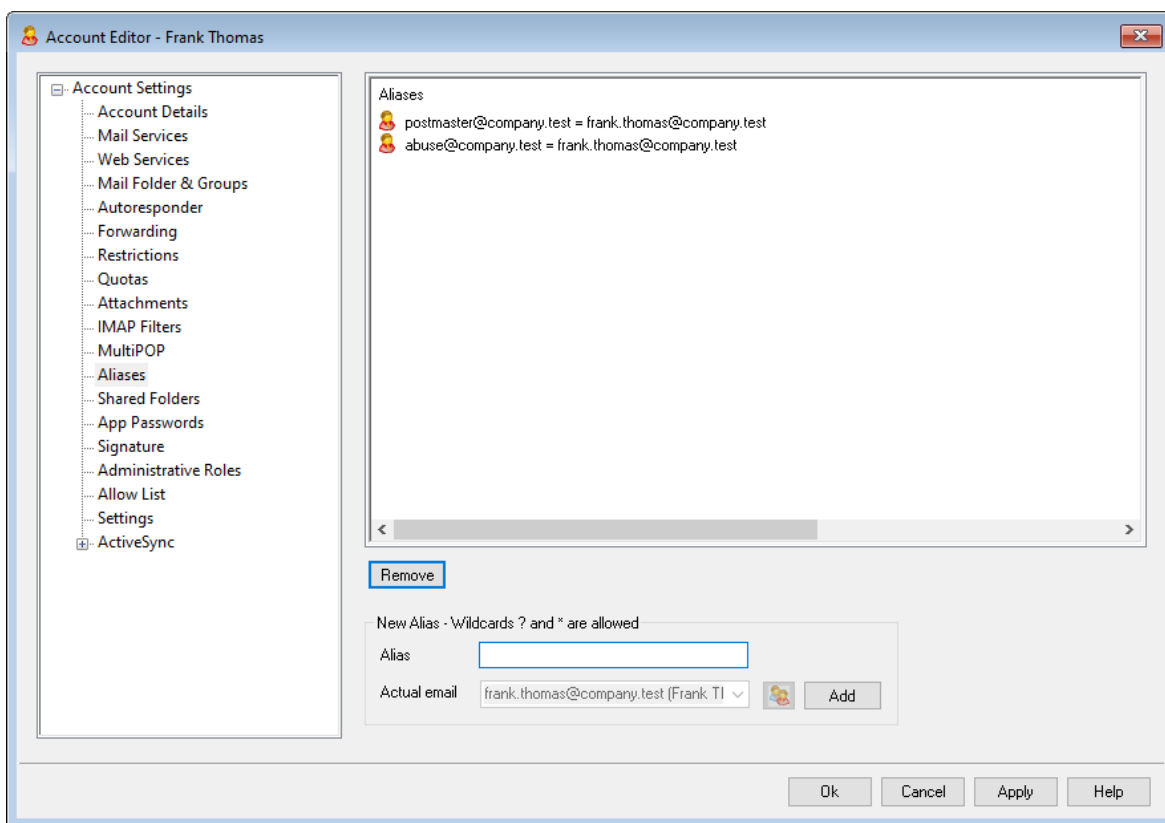 Account Editor - Frank Thomas
Account Settings
Account Details
Mail Services
Web Services
Mail Folder & Groups
Autoresponder
Forwarding
Restrictions
Quotas
Attachments
IMAP Filters
MultiPOP
Aliases
Shared Folders
App Passwords
Signature
Administrative Roles
Allow List
Settings
ActiveSync
Aliases
postmaster@company.test = frank.thomas@company.test
abuse@company.test = frank.thomas@company.test
Remove
New Alias - Wildcards ? and * are allowed
Alias
Actual email frank.thomas@company.test (Frank Tl Add
Ok Cancel Apply Help